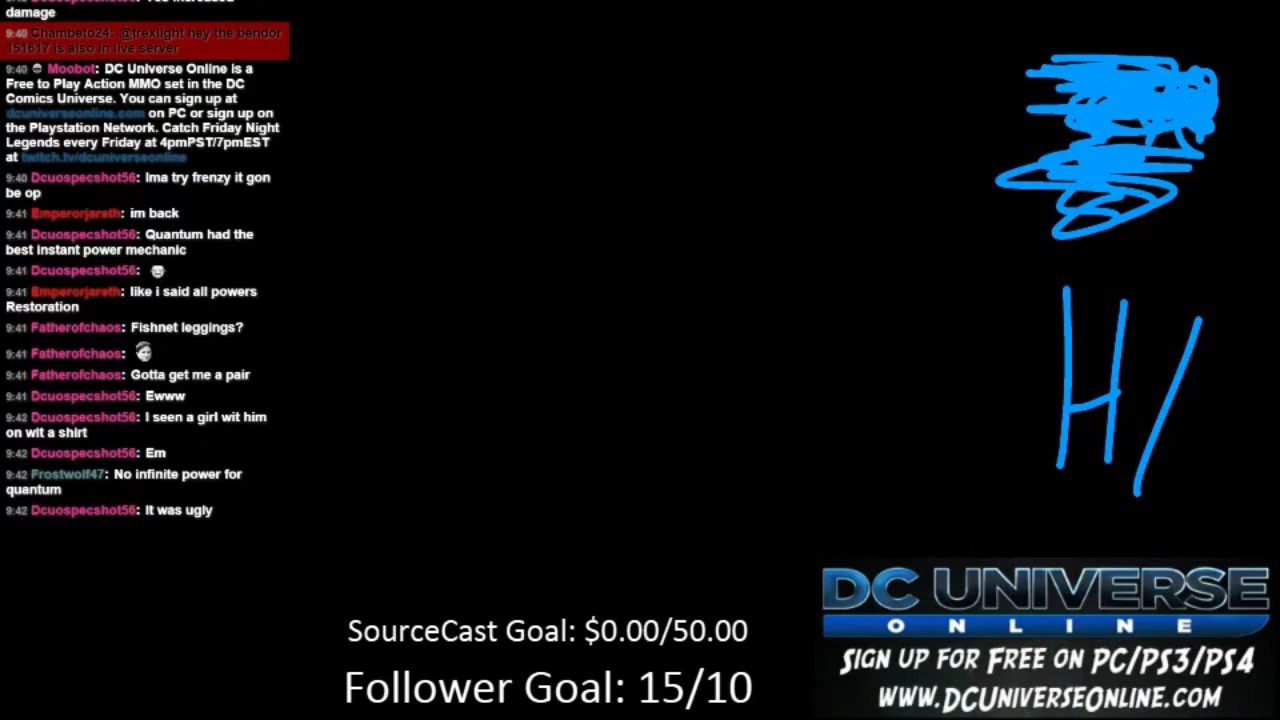 damage
9:40 Chambeto24: @trexlight hey the bendor
151617 is also in live server
9:40 Moobot: DC Universe Online is a
Free to Play Action MMO set in the DC
Comics Universe. You can sign up at
dcuniverseonline.com on PC or sign up on
the Playstation Network. Catch Friday Night
Legends every Friday at 4pmPST/7pmEST
at twitch.tv/dcuniverseonline
9:40 Dcuospecshot56: Ima try frenzy it gon
be op
9:41 Emperorjareth: im back
9:41 Dcuospecshot56: Quantum had the
best instant power mechanic
9:41 Dcuospecshot56:
9:41 Emperorjareth: like i said all powers
Restoration
9:41 Fatherofchaos: Fishnet leggings?
9:41 Fatherofchaos:
9:41 Fatherofchaos: Gotta get me a pair
9:41 Dcuospecshot56: Ewww
9:42 Dcuospecshot56: I seen a girl wit him
on wit a shirt
9:42 Dcuospecshot56: Em
9:42 Frostwolf47: No infinite power for
quantum
9:42 Dcuospecshot56: It was ugly
HI
SourceCast Goal: $0.00/50.00
Follower Goal: 15/10
DC UNIVERSE
ONLINE
SIGN UP FOR FREE ON PC/PS3/PS4
WWW.DCUNIVERSEONLINE.COM